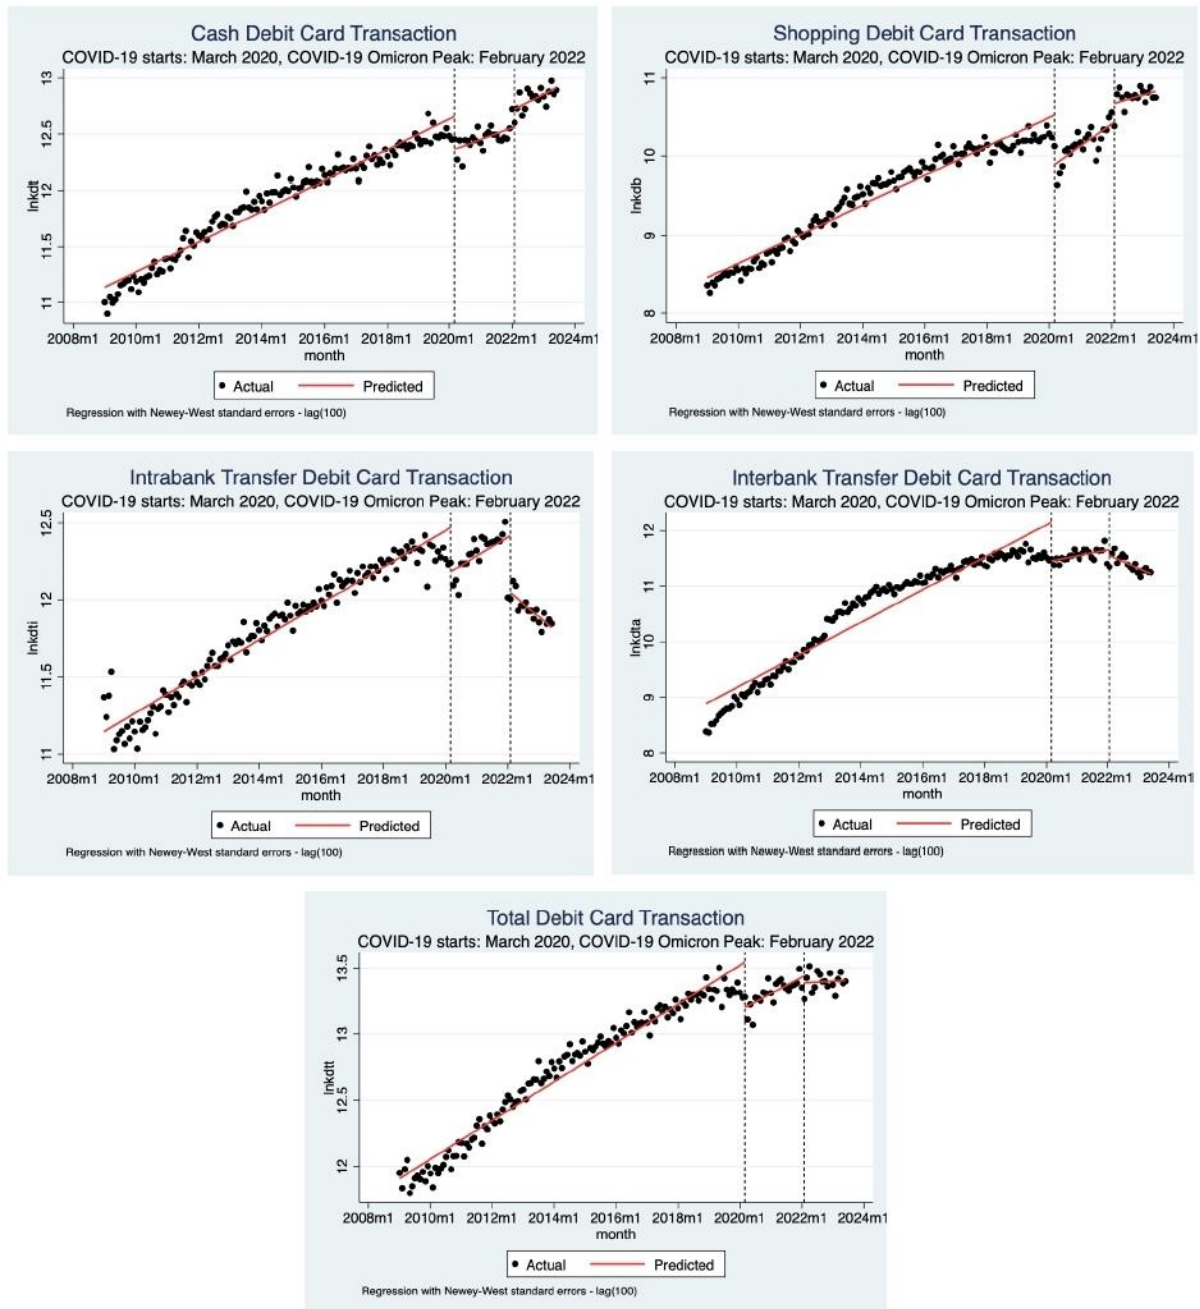 Cash Debit Card Transaction
COVID-19 starts: March 2020, COVID-19 Omicron Peak: February 2022
13
12.5
12
11.5
11
lnkdt
2008m1 2010m1 2012m1 2014m1 2016m1 2018m1 2020m1 2022m1 2024m1
month
Actual Predicted
Regression with Newey-West standard errors - lag(100)
Shopping Debit Card Transaction
COVID-19 starts: March 2020, COVID-19 Omicron Peak: February 2022
11
10
9
8
lnkdb
2008m1 2010m1 2012m1 2014m1 2016m1 2018m1 2020m1 2022m1 2024m1
month
Actual Predicted
Regression with Newey-West standard errors - lag(100)
Intrabank Transfer Debit Card Transaction
COVID-19 starts: March 2020, COVID-19 Omicron Peak: February 2022
12.5
12
11.5
11
lnkdti
2008m1 2010m1 2012m1 2014m1 2016m1 2018m1 2020m1 2022m1 2024m1
month
Actual Predicted
Regression with Newey-West standard errors - lag(100)
Interbank Transfer Debit Card Transaction
COVID-19 starts: March 2020, COVID-19 Omicron Peak: February 2022
12
11
10
9
8
lnkdta
2008m1 2010m1 2012m1 2014m1 2016m1 2018m1 2020m1 2022m1 2024m1
month
Actual Predicted
Regression with Newey-West standard errors - lag(100)
Total Debit Card Transaction
COVID-19 starts: March 2020, COVID-19 Omicron Peak: February 2022
13.5
13
12.5
12
lnkdtt
2008m1 2010m1 2012m1 2014m1 2016m1 2018m1 2020m1 2022m1 2024m1
month
Actual Predicted
Regression with Newey-West standard errors - lag(100)